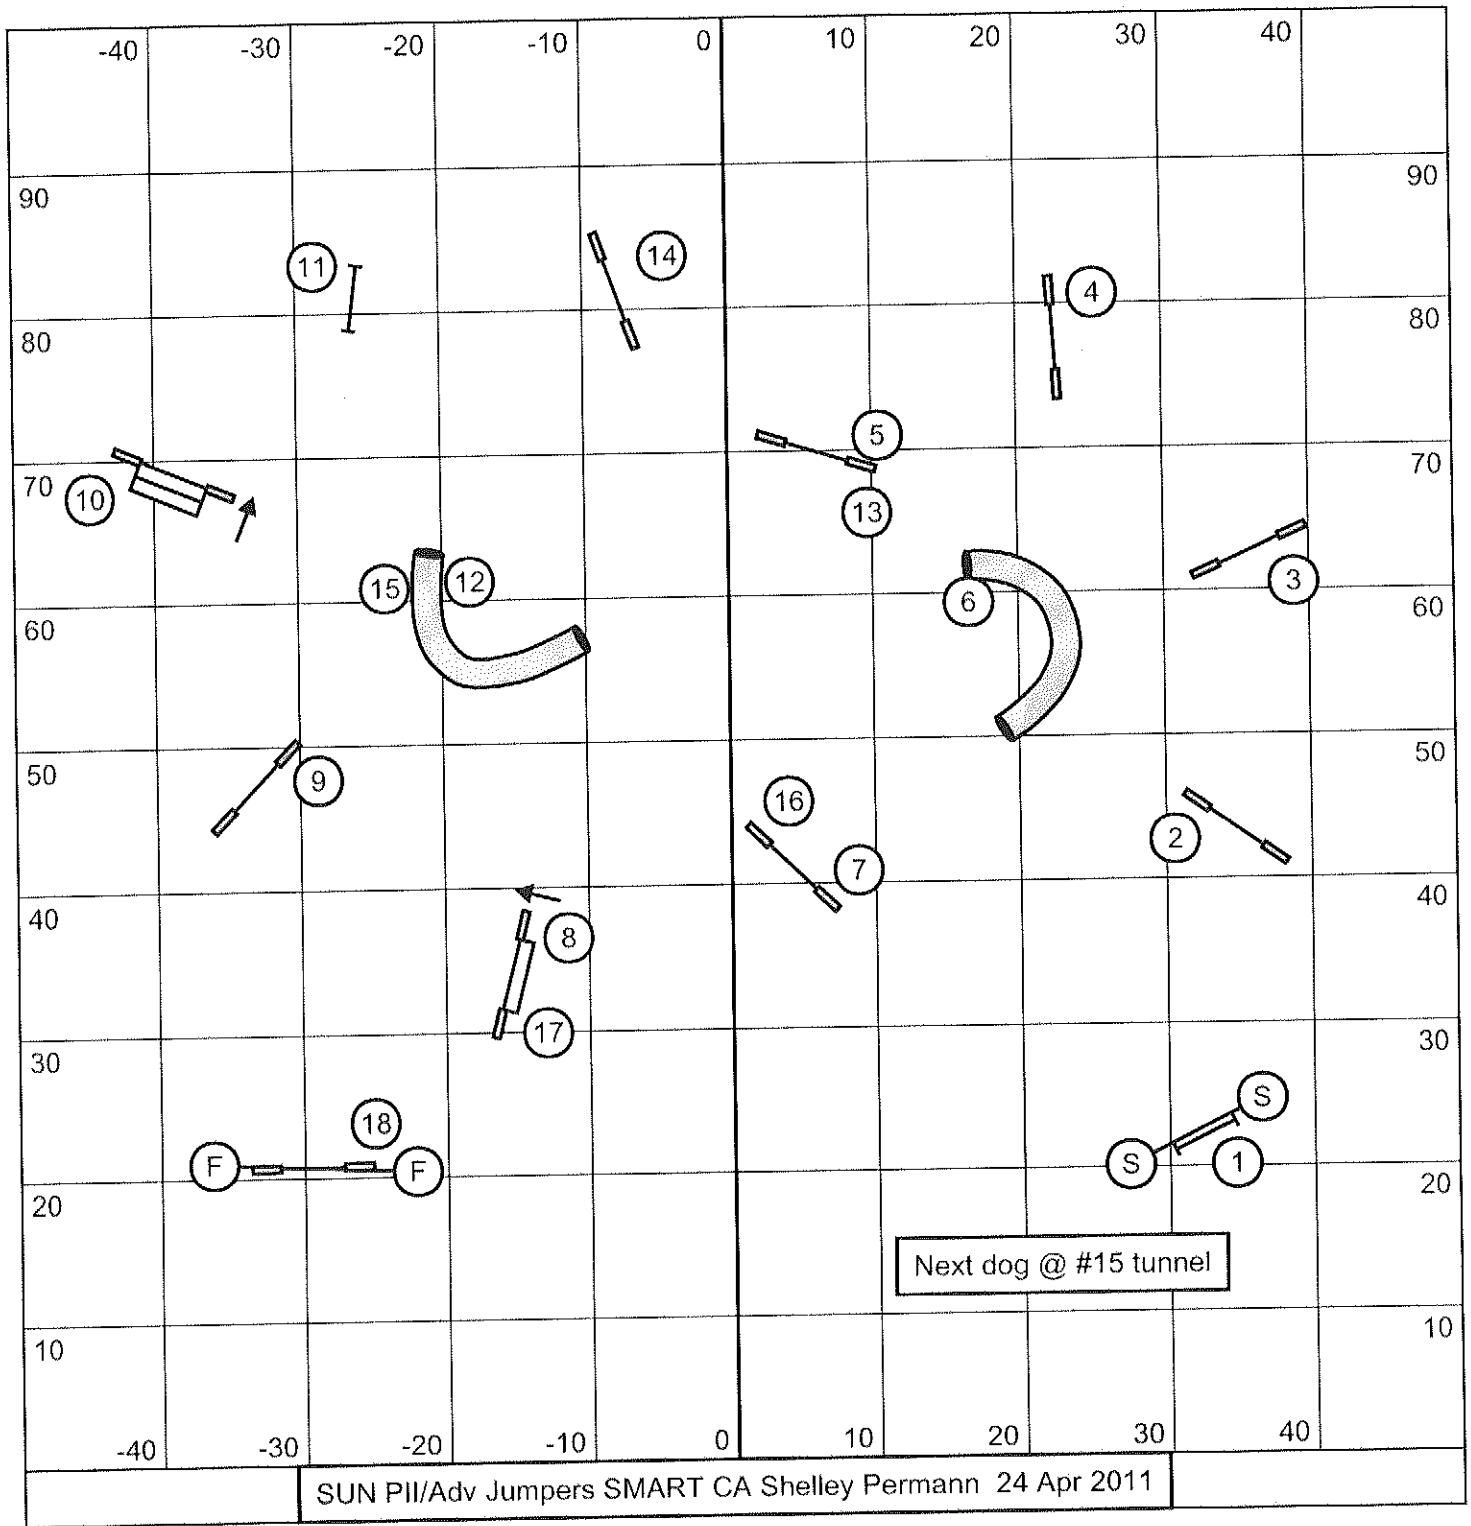 -40 -30 -20 -10 0 10 20 30 40
90 90
11 14 4
80 80
5
70 70
10 13
15 12 6 3
60 60
50 50
9 16 2
7
40 40
8
17
30 30
S
18
F F S 1
20 20
Next dog @ #15 tunnel
10 10
-40 -30 -20 -10 0 10 20 30 40
SUN PII/Adv Jumpers SMART CA Shelley Permann 24 Apr 2011